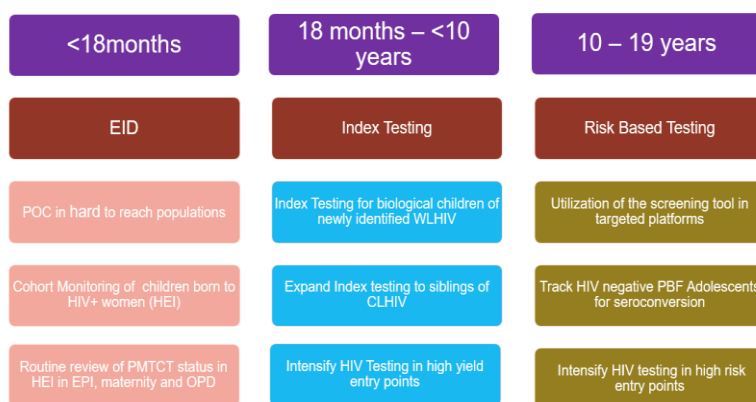 <18months
18 months – <10
years
10 – 19 years
EID
Index Testing
Risk Based Testing
POC in hard to reach populations
Index Testing for biological children of
newly identified WLHIV
Utilization of the screening tool in
targeted platforms
Cohort Monitoring of children born to
HIV+ women (HEI)
Expand Index testing to siblings of
CLHIV
Track HIV negative PBF Adolescents
for seroconversion
Routine review of PMTCT status in
HEI in EPI, maternity and OPD
Intensify HIV Testing in high yield
entry points
Intensify HIV testing in high risk
entry points